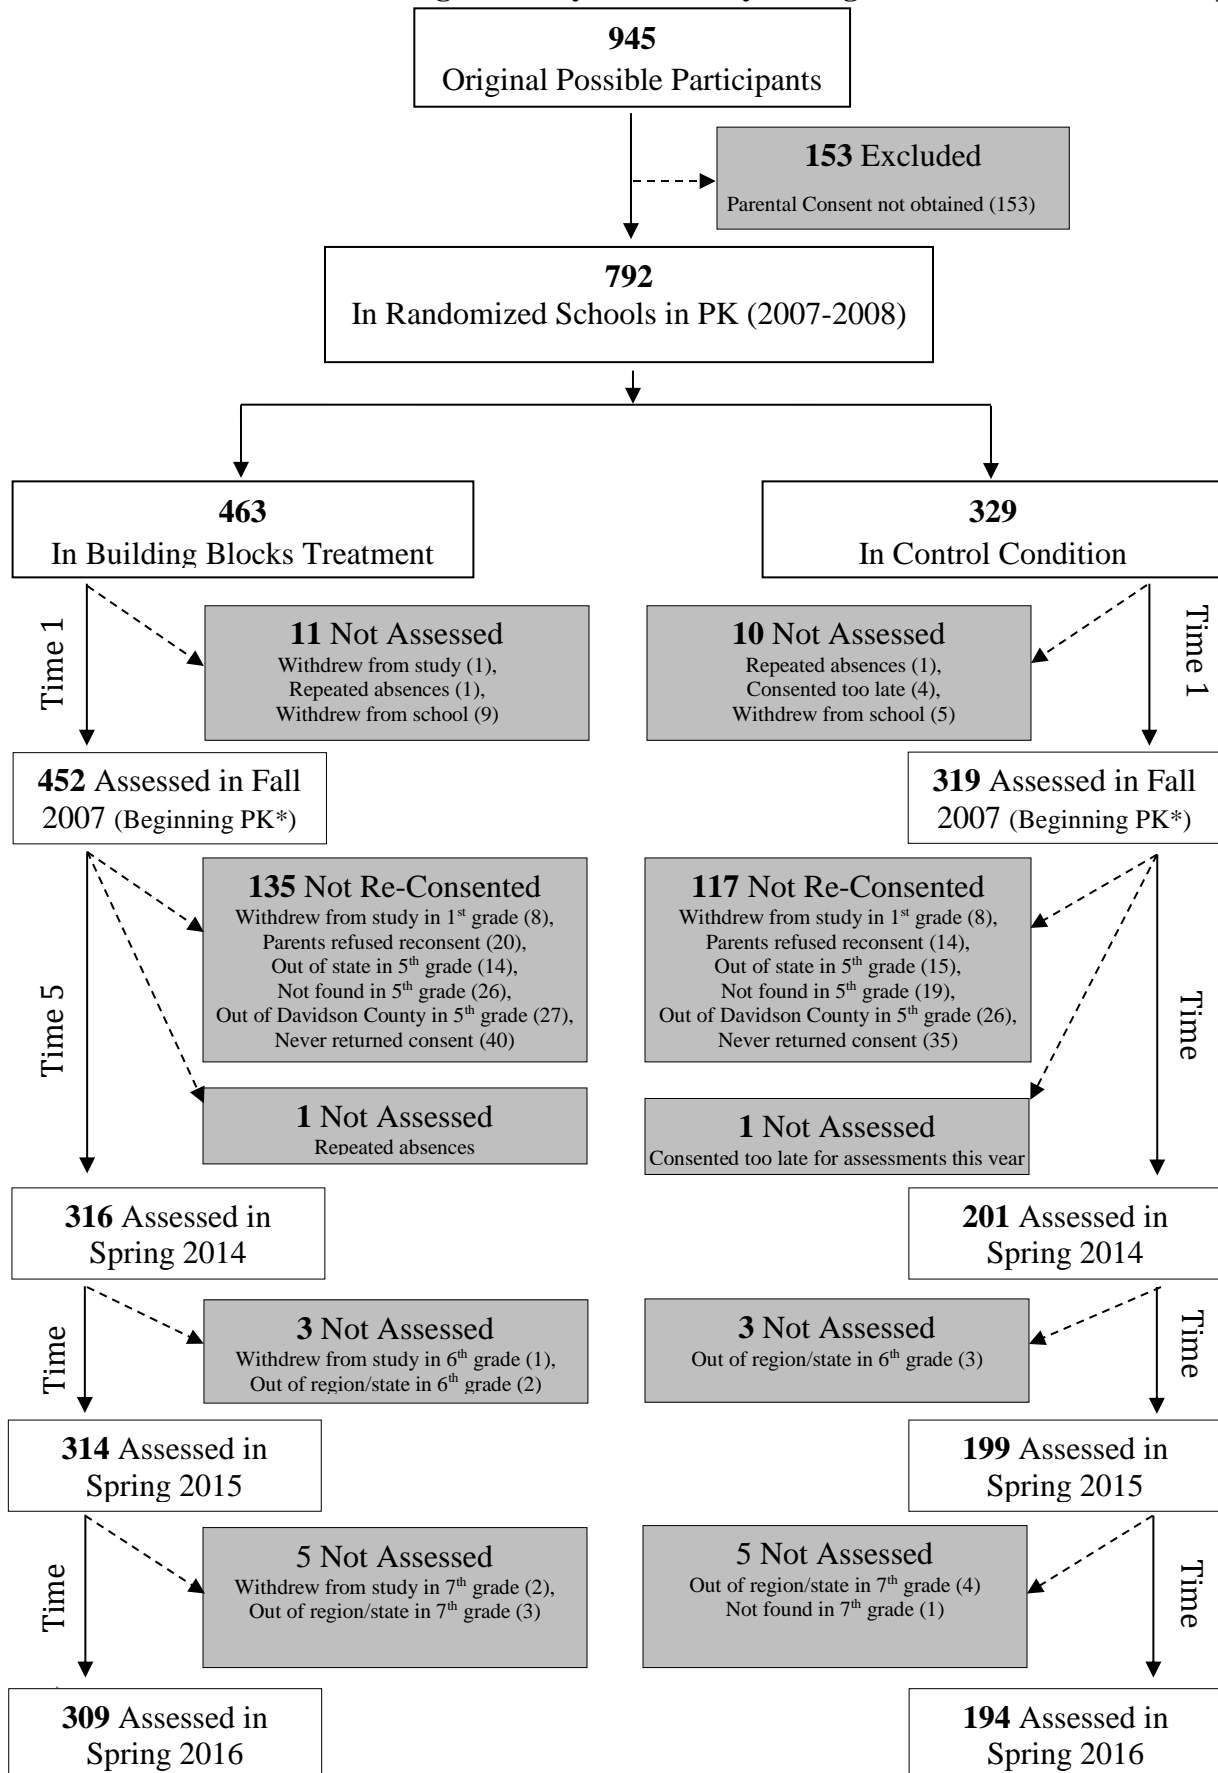 945
Original Possible Participants
153 Excluded
Parental Consent not obtained (153)
792
In Randomized Schools in PK (2007-2008)
463
In Building Blocks Treatment
329
In Control Condition
Time 1
11 Not Assessed
Withdrew from study (1),
Repeated absences (1),
Withdrew from school (9)
10 Not Assessed
Repeated absences (1),
Consented too late (4),
Withdrew from school (5)
Time 1
452 Assessed in Fall
2007 (Beginning PK*)
319 Assessed in Fall
2007 (Beginning PK*)
Time 5
135 Not Re-Consented
Withdrew from study in 1st grade (8),
Parents refused reconsent (20),
Out of state in 5th grade (14),
Not found in 5th grade (26),
Out of Davidson County in 5th grade (27),
Never returned consent (40)
117 Not Re-Consented
Withdrew from study in 1st grade (8),
Parents refused reconsent (14),
Out of state in 5th grade (15),
Not found in 5th grade (19),
Out of Davidson County in 5th grade (26),
Never returned consent (35)
Time
1 Not Assessed
Repeated absences
1 Not Assessed
Consented too late for assessments this year
316 Assessed in
Spring 2014
201 Assessed in
Spring 2014
Time
3 Not Assessed
Withdrew from study in 6th grade (1),
Out of region/state in 6th grade (2)
3 Not Assessed
Out of region/state in 6th grade (3)
Time
314 Assessed in
Spring 2015
199 Assessed in
Spring 2015
Time
5 Not Assessed
Withdrew from study in 7th grade (2),
Out of region/state in 7th grade (3)
5 Not Assessed
Out of region/state in 7th grade (4)
Not found in 7th grade (1)
Time
309 Assessed in
Spring 2016
194 Assessed in
Spring 2016